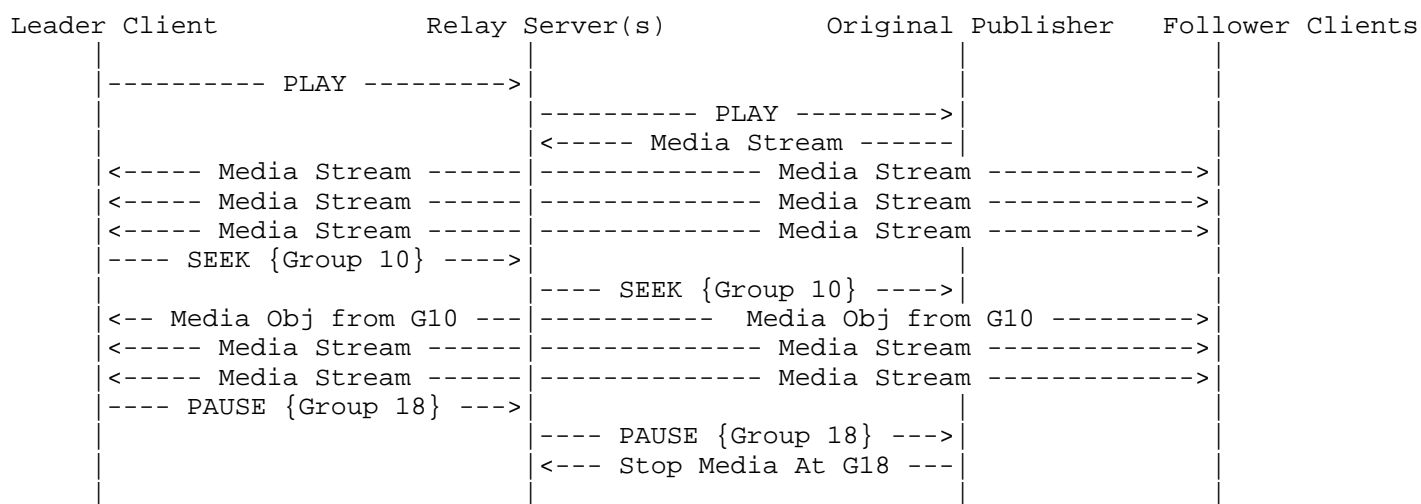 Leader Client                Relay Server(s)            Original Publisher   Follower Clients
      |                            |                            |                |
      |---------- PLAY --------->|                            |                |
      |                            |---------- PLAY --------->|                |
      |                            |<----- Media Stream ------|                |
      |<----- Media Stream ------|-------------- Media Stream ------------->|
      |<----- Media Stream ------|-------------- Media Stream ------------->|
      |<----- Media Stream ------|-------------- Media Stream ------------->|
      |---- SEEK {Group 10} ---->|                            |                |
      |                            |---- SEEK {Group 10} ---->|                |
      |<-- Media Obj from G10 ---|-----------  Media Obj from G10 --------->|
      |<----- Media Stream ------|-------------- Media Stream ------------->|
      |<----- Media Stream ------|-------------- Media Stream ------------->|
      |---- PAUSE {Group 18} --->|                            |                |
      |                            |---- PAUSE {Group 18} --->|                |
      |                            |<--- Stop Media At G18 ---|                |
      |                            |                            |                |